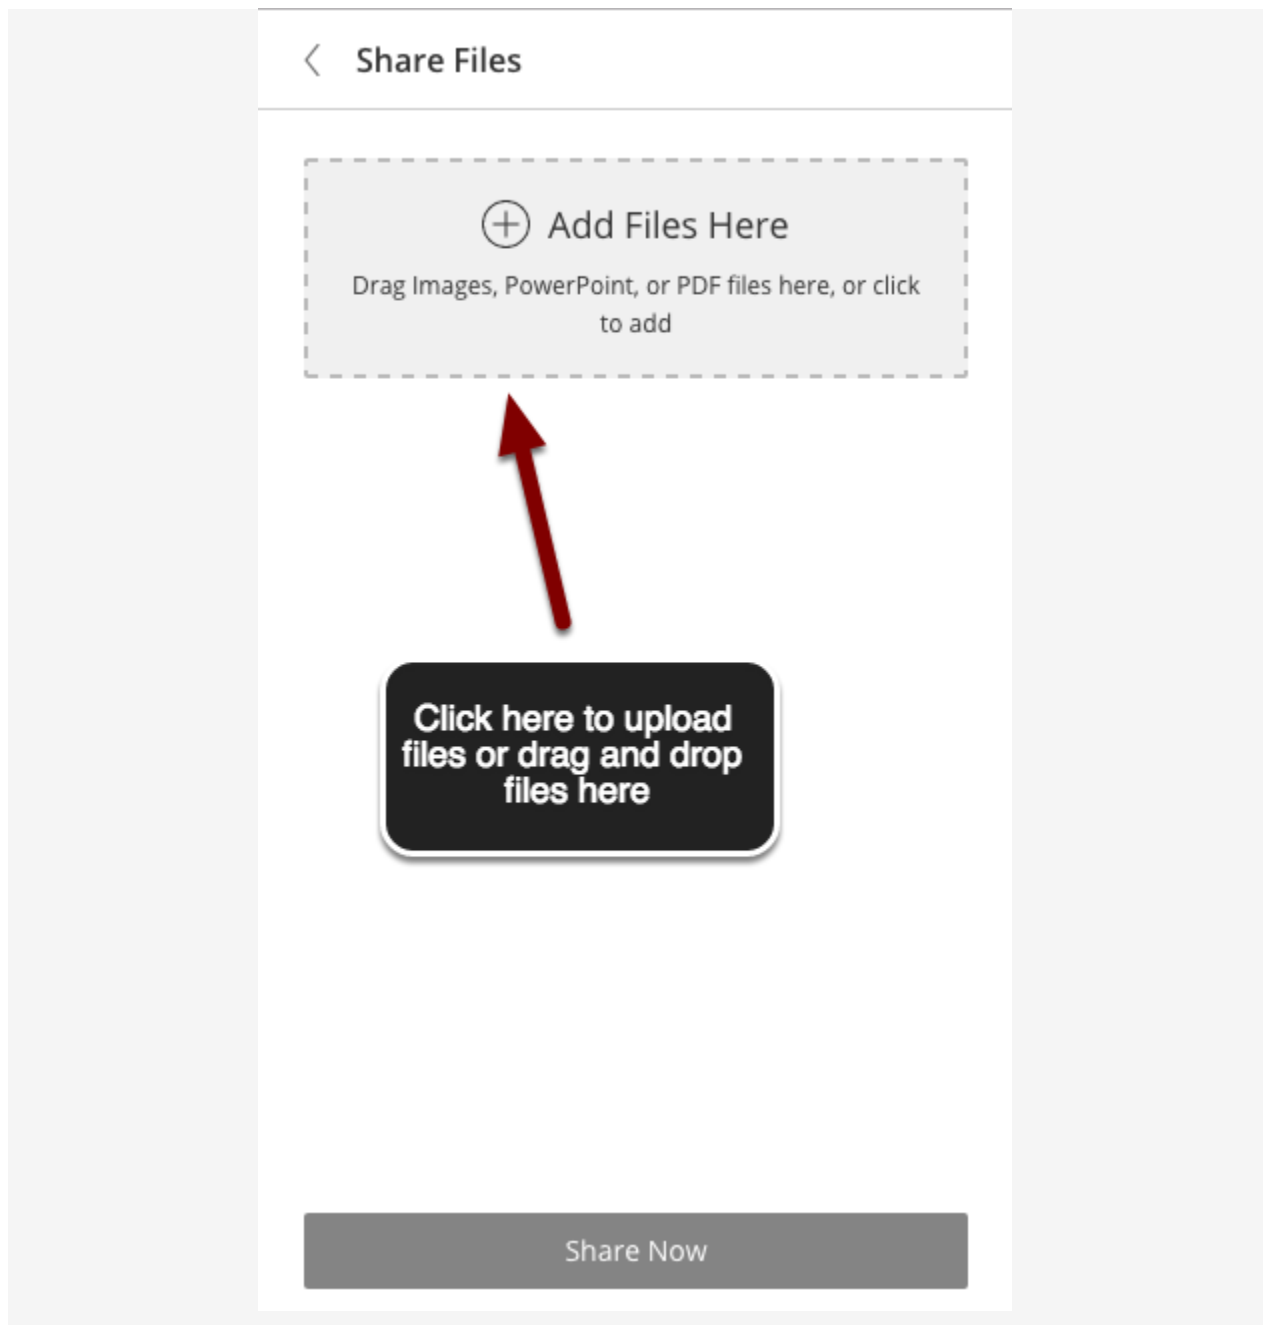 Share Files
Add Files Here
Drag Images, PowerPoint, or PDF files here, or click
to add
Click here to upload
files or drag and drop
files here
Share Now